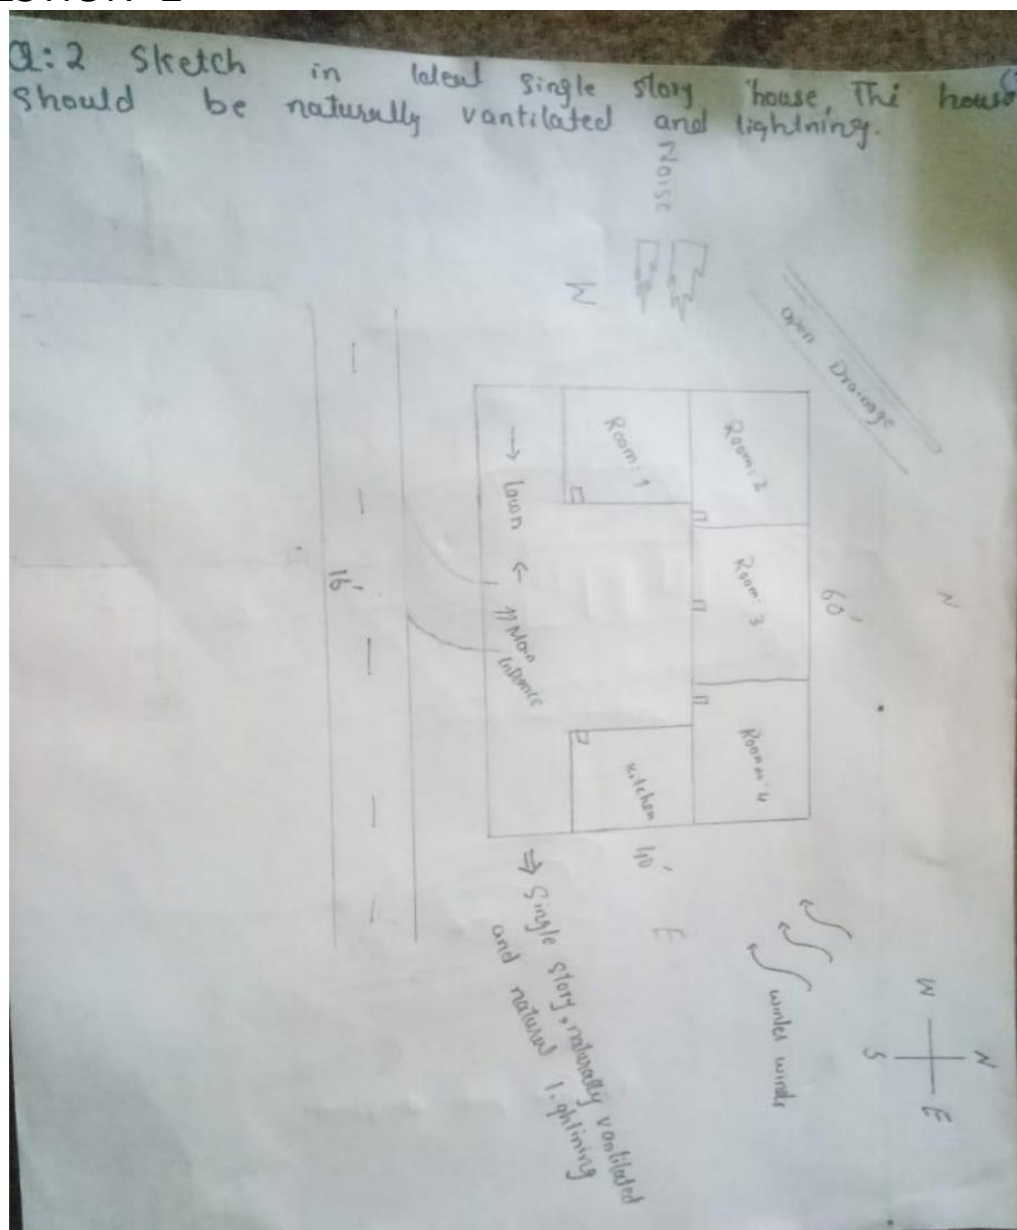 Q:2 Sketch in Ideal Single story house, The house
Should be naturally vantilated and lightning.
Noise
W
open Drainage
Room: 2
Room: 1
Room: 3
Room: 4
Kitchen
→ lawn ←
⇈ Main
Entrance
16'
60'
40'
N
E
winter winds
N
W
E
S
⇒ Single story, naturally vantilated
and natural lightining